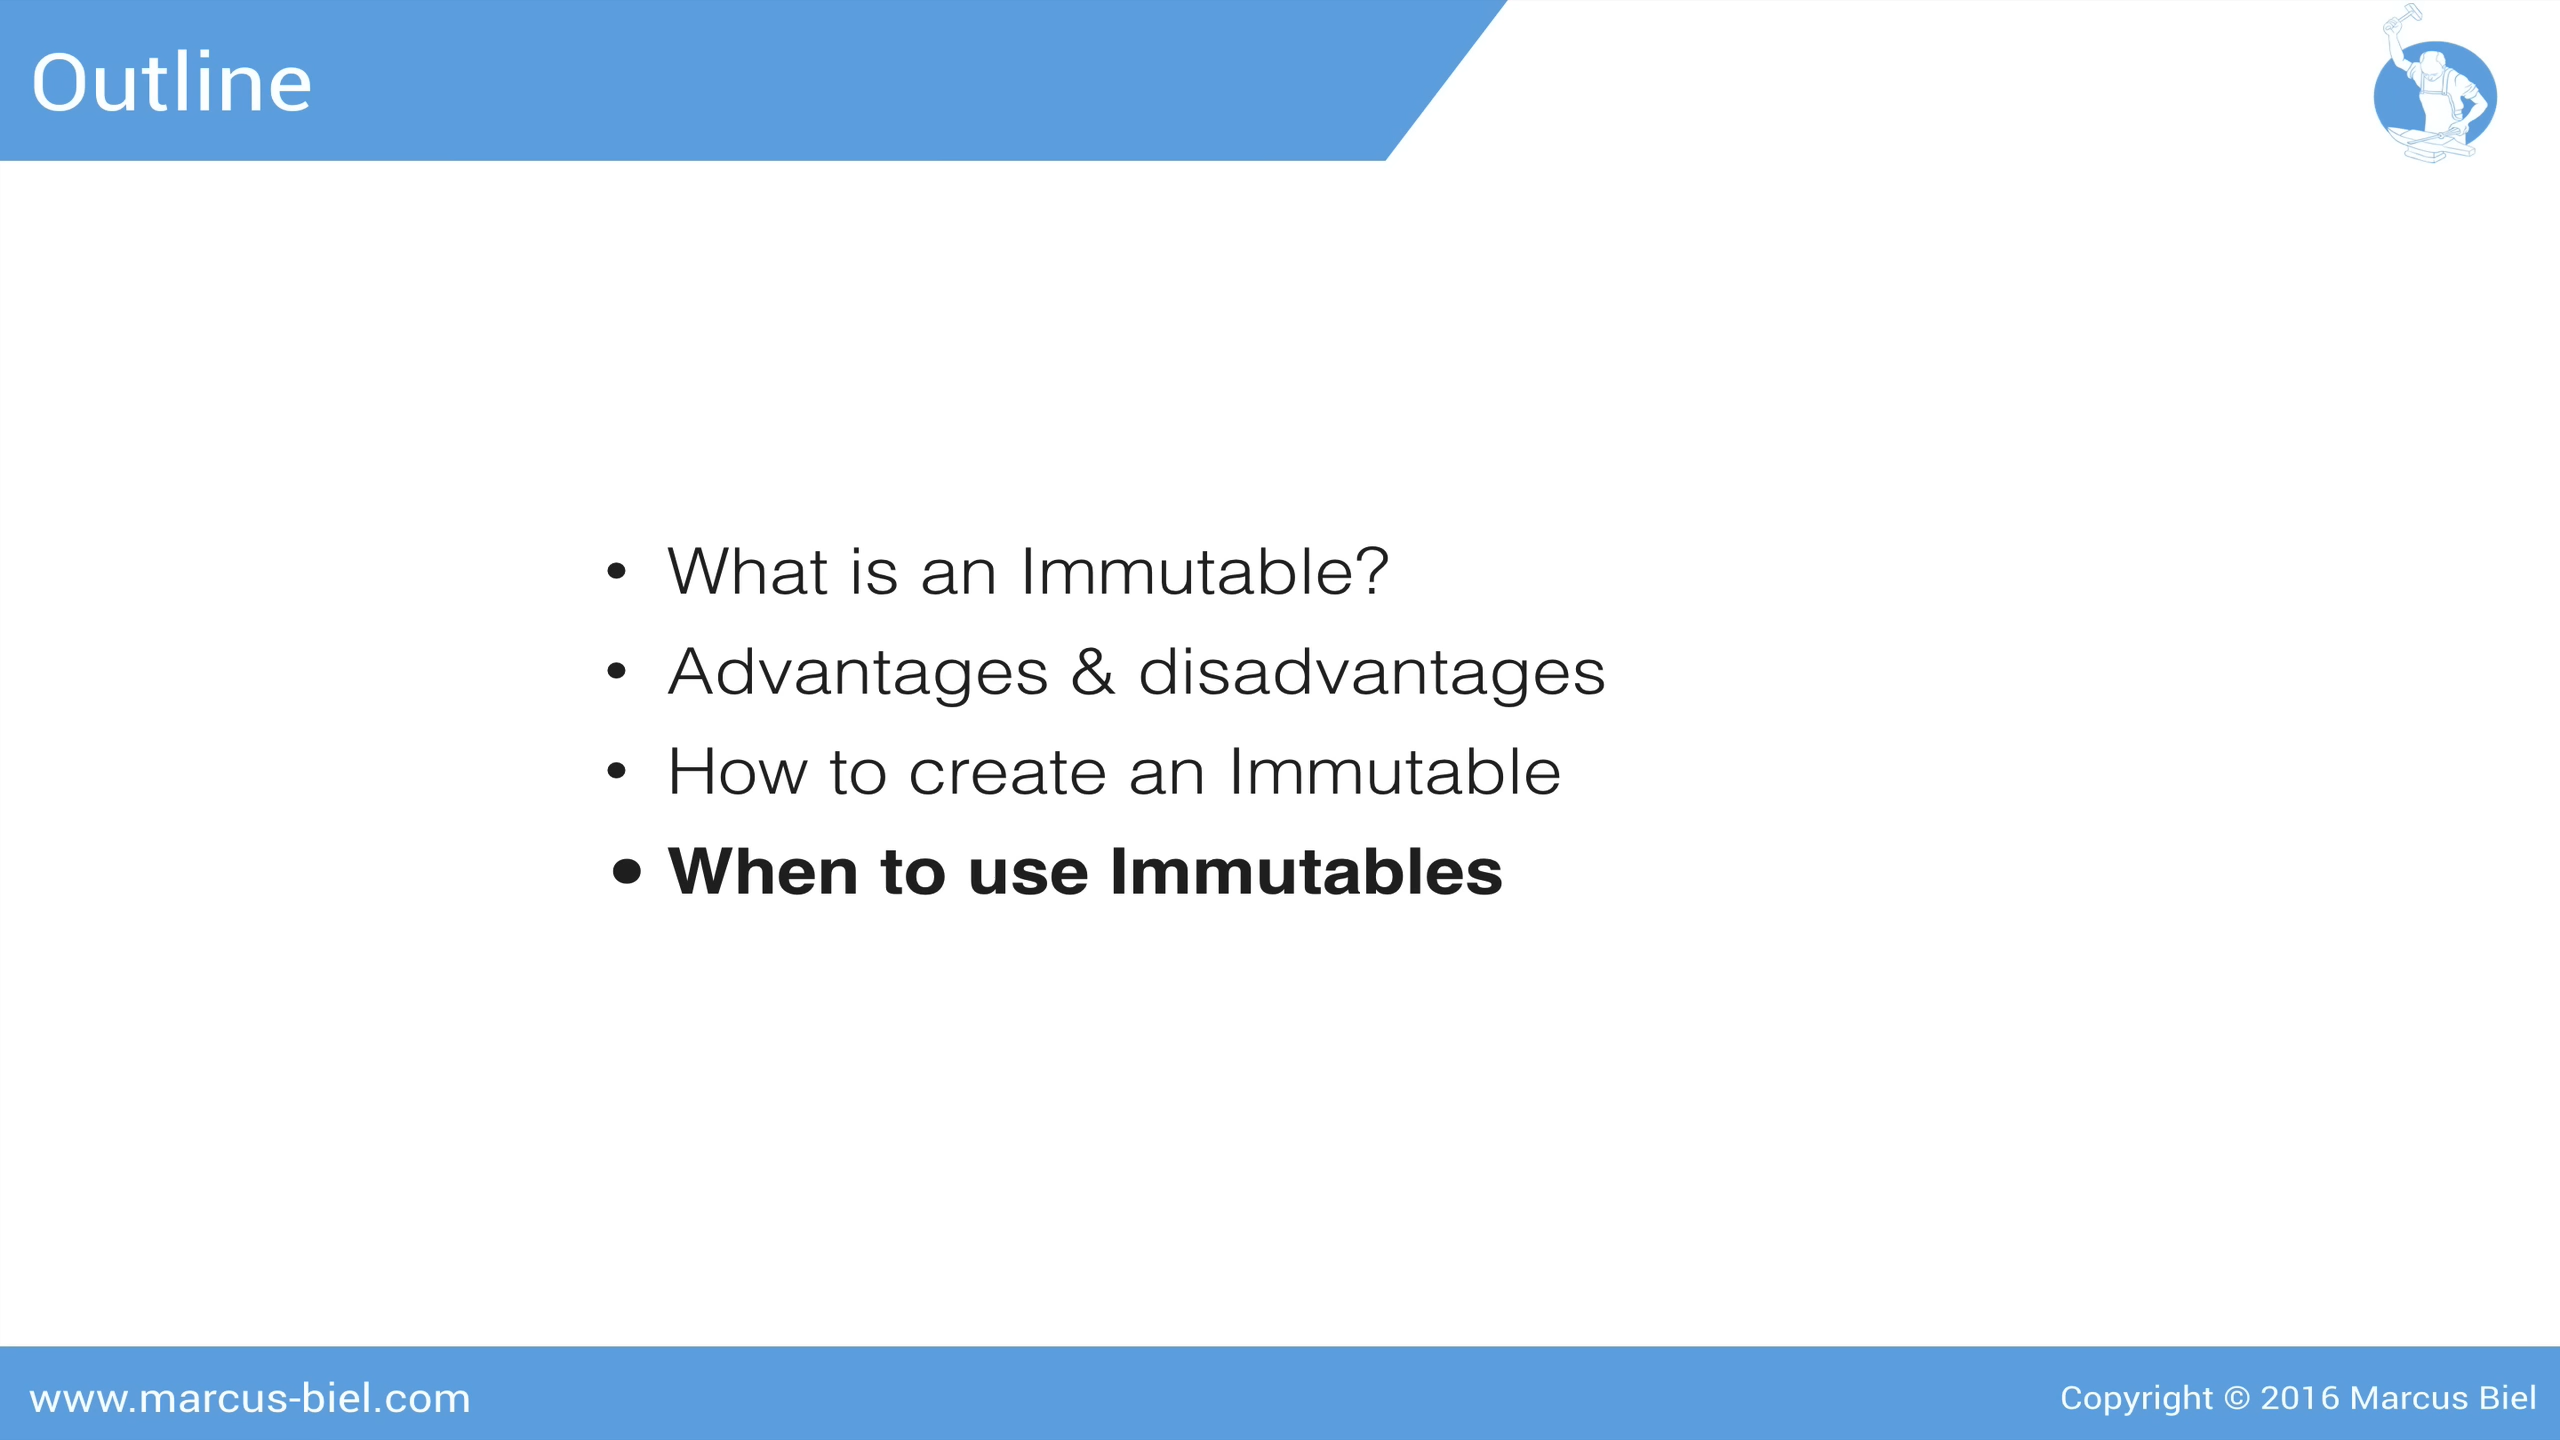 Outline
• What is an Immutable?
• Advantages & disadvantages
• How to create an Immutable
• When to use Immutables
www.marcus-biel.com
Copyright © 2016 Marcus Biel